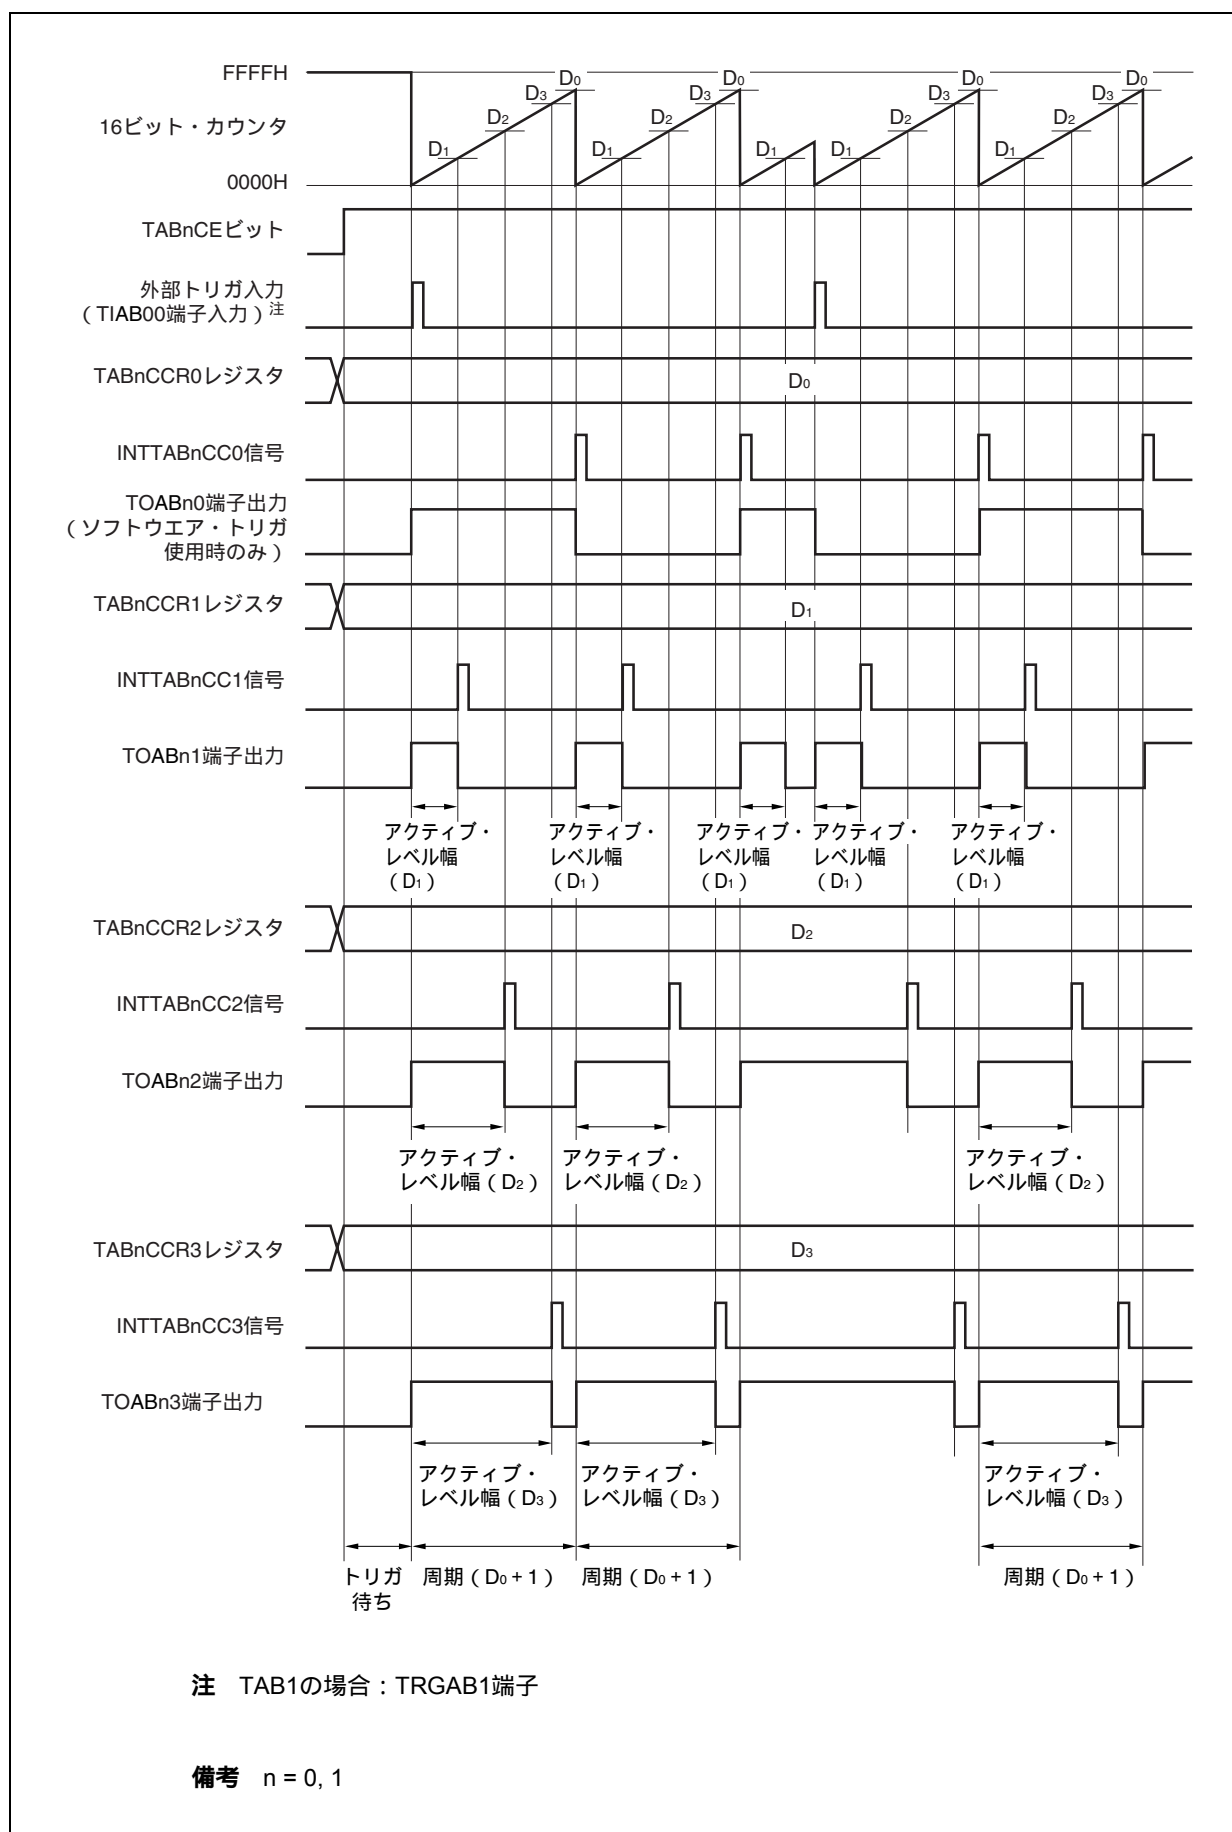 FFFFH
16ビット・カウンタ
0000H
D0 D0 D0 D0
D3 D3 D3 D3
D2 D2 D2 D2
D1 D1 D1 D1 D1
TABnCEビット
外部トリガ入力
(TIAB00端子入力)注
TABnCCR0レジスタ
D0
INTTABnCC0信号
TOABn0端子出力
(ソフトウエア・トリガ
使用時のみ)
TABnCCR1レジスタ
D1
INTTABnCC1信号
TOABn1端子出力
アクティブ・ アクティブ・ アクティブ・ アクティブ・ アクティブ・
レベル幅 レベル幅 レベル幅 レベル幅 レベル幅
(D1) (D1) (D1) (D1) (D1)
TABnCCR2レジスタ
D2
INTTABnCC2信号
TOABn2端子出力
アクティブ・ アクティブ・ アクティブ・
レベル幅(D2) レベル幅(D2) レベル幅(D2)
TABnCCR3レジスタ
D3
INTTABnCC3信号
TOABn3端子出力
アクティブ・ アクティブ・ アクティブ・
レベル幅(D3) レベル幅(D3) レベル幅(D3)
トリガ 周期(D0+1) 周期(D0+1) 周期(D0+1)
待ち
注 TAB1の場合:TRGAB1端子
備考 n = 0, 1